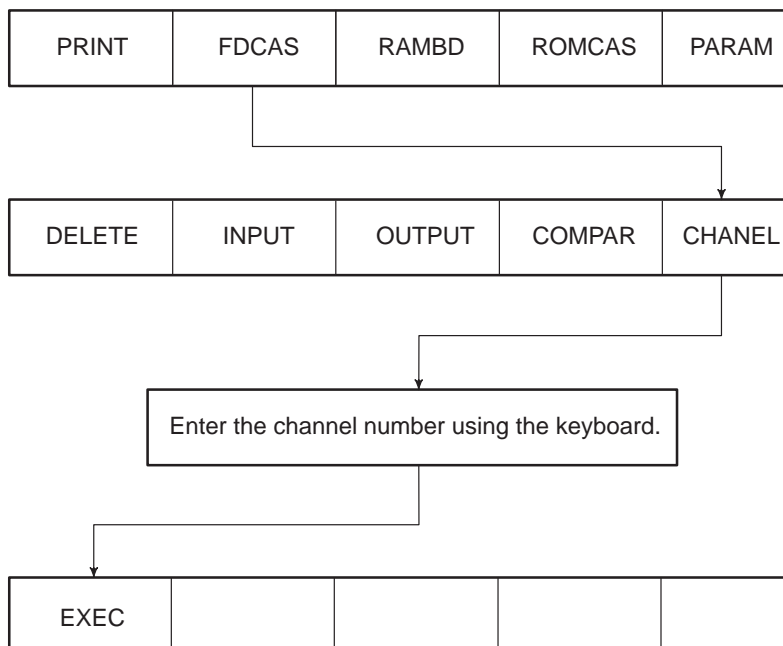 PRINT FDCAS RAMBD ROMCAS PARAM
DELETE INPUT OUTPUT COMPAR CHANEL
Enter the channel number using the keyboard.
EXEC